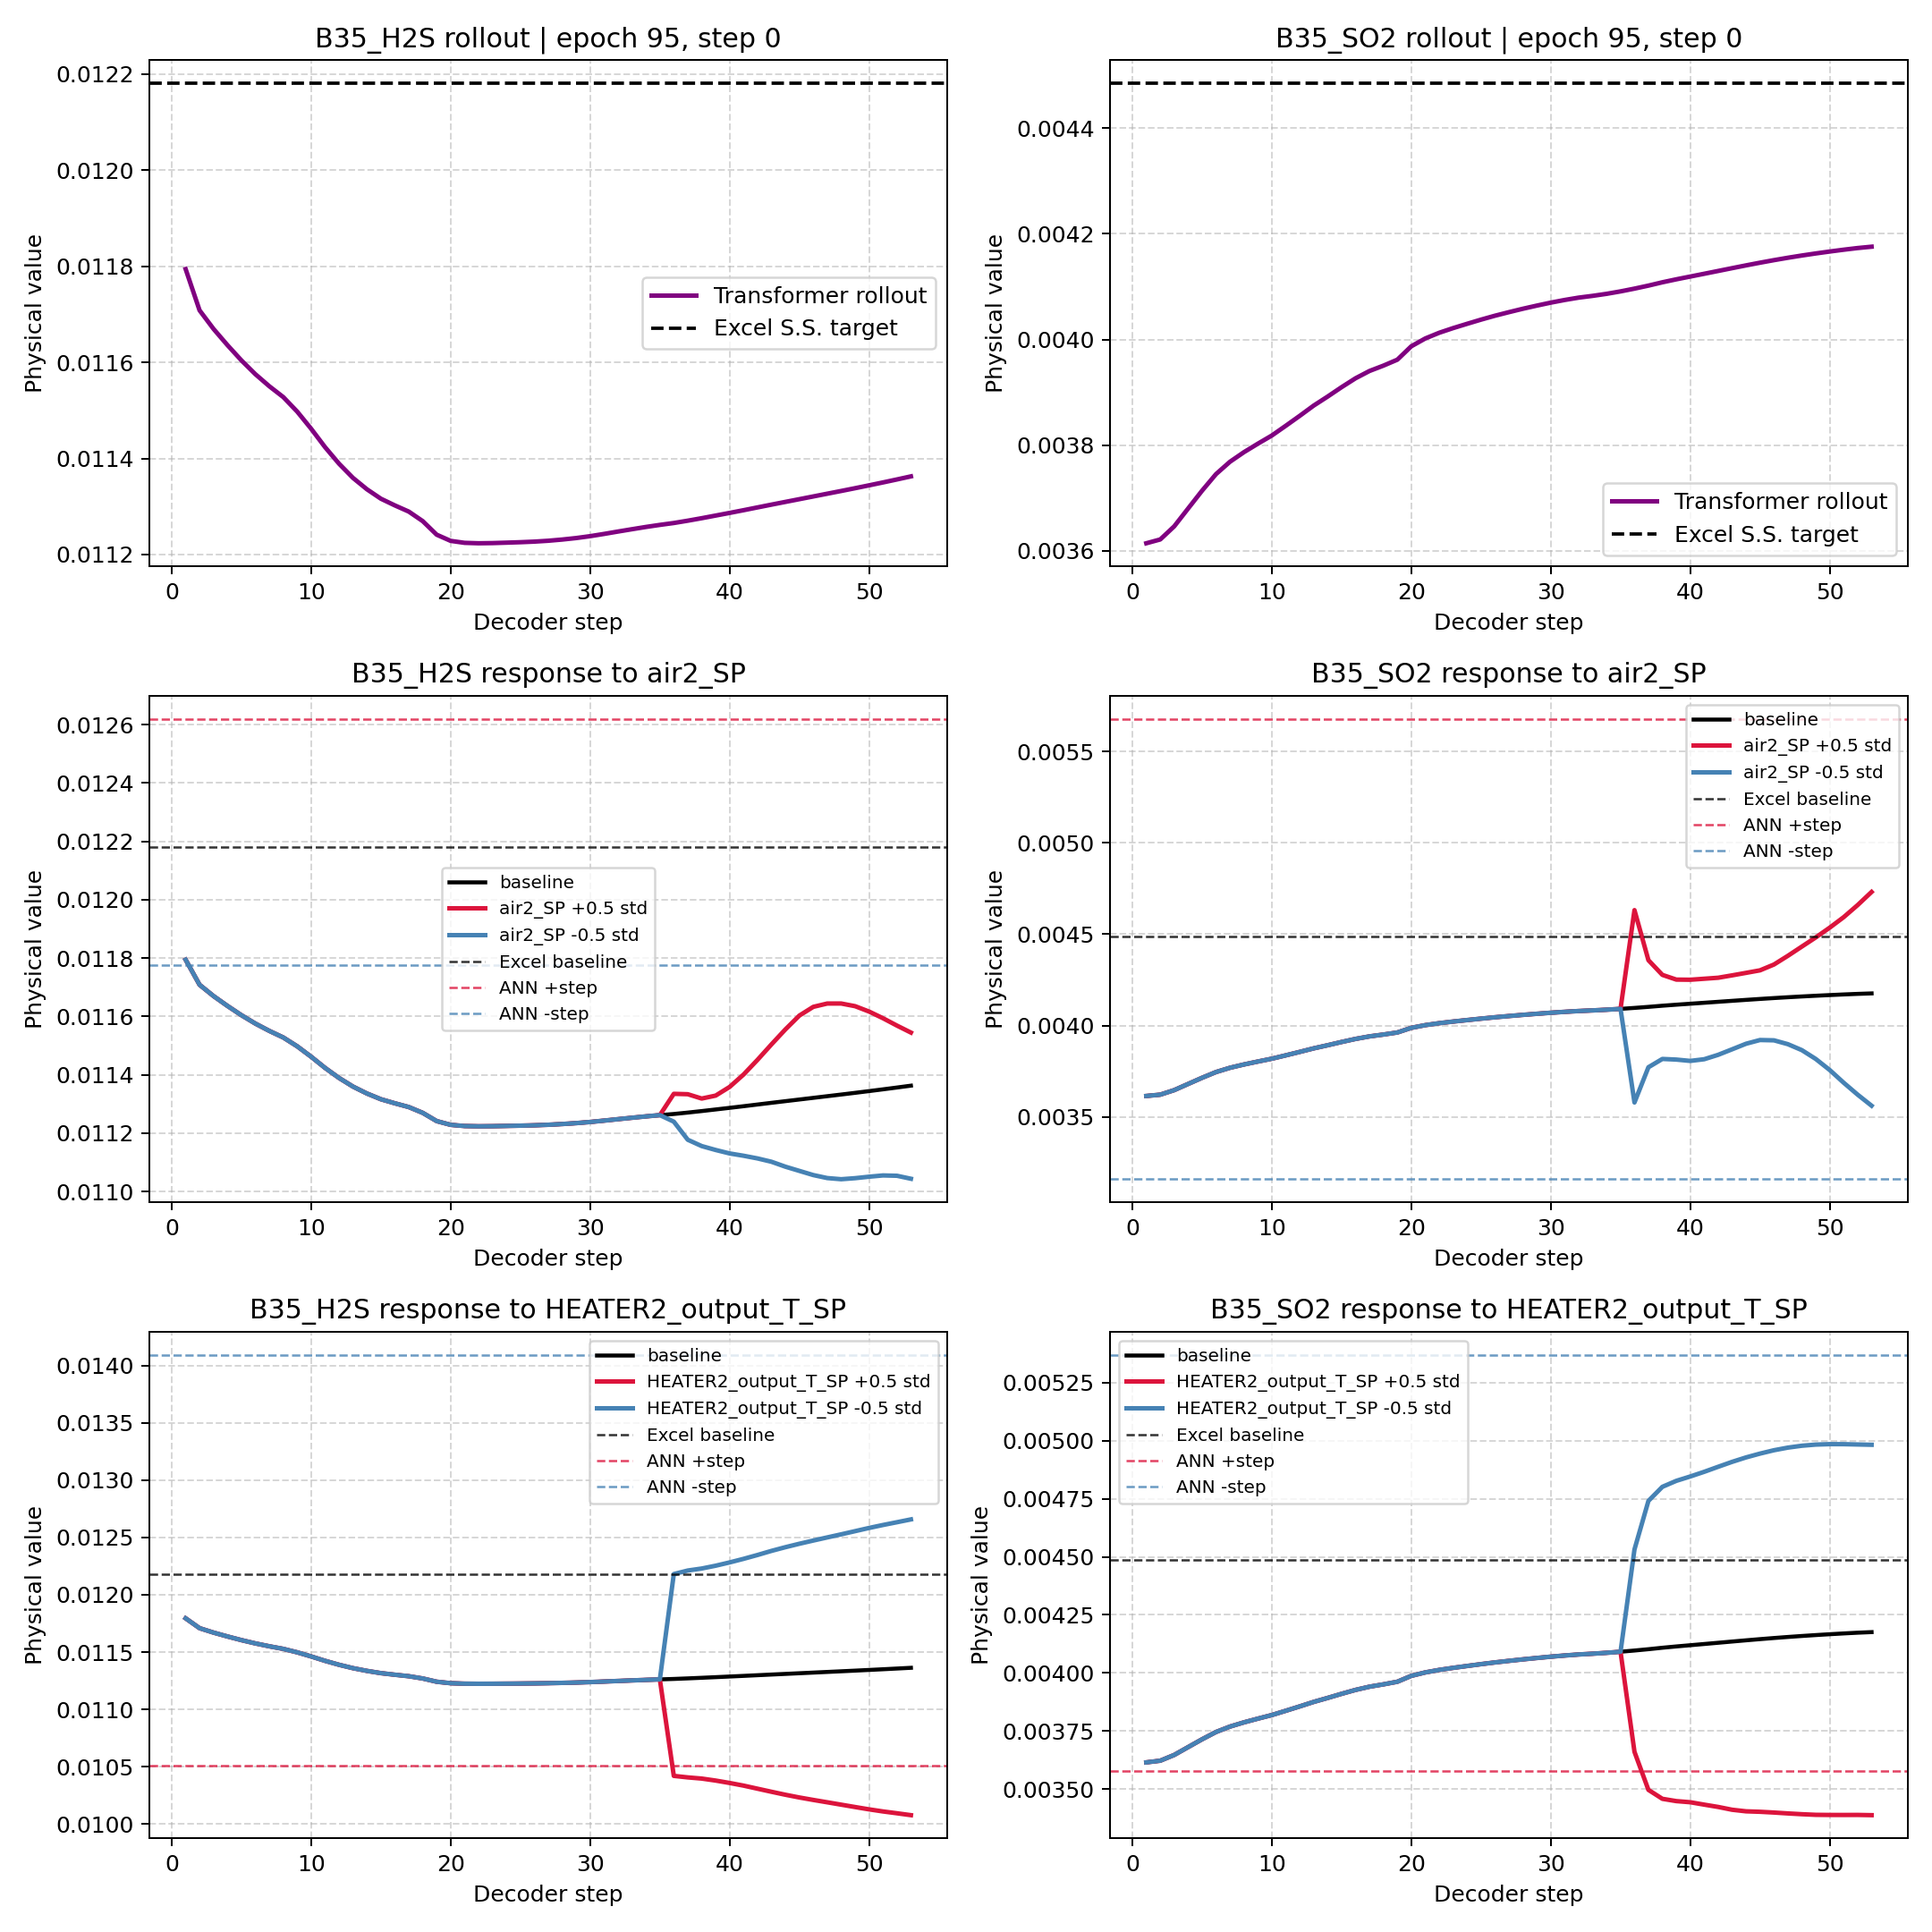 B35_H2S rollout | epoch 95, step 0
Physical value
0.0122
0.0120
0.0118
0.0116
0.0114
0.0112
Transformer rollout
Excel S.S. target
0 10 20 30 40 50
Decoder step
B35_SO2 rollout | epoch 95, step 0
Physical value
0.0044
0.0042
0.0040
0.0038
0.0036
Transformer rollout
Excel S.S. target
0 10 20 30 40 50
Decoder step
B35_H2S response to air2_SP
Physical value
0.0126
0.0124
0.0122
0.0120
0.0118
0.0116
0.0114
0.0112
0.0110
baseline
air2_SP +0.5 std
air2_SP -0.5 std
Excel baseline
ANN +step
ANN -step
0 10 20 30 40 50
Decoder step
B35_SO2 response to air2_SP
Physical value
0.0055
0.0050
0.0045
0.0040
0.0035
baseline
air2_SP +0.5 std
air2_SP -0.5 std
Excel baseline
ANN +step
ANN -step
0 10 20 30 40 50
Decoder step
B35_H2S response to HEATER2_output_T_SP
Physical value
0.0140
0.0135
0.0130
0.0125
0.0120
0.0115
0.0110
0.0105
0.0100
baseline
HEATER2_output_T_SP +0.5 std
HEATER2_output_T_SP -0.5 std
Excel baseline
ANN +step
ANN -step
0 10 20 30 40 50
Decoder step
B35_SO2 response to HEATER2_output_T_SP
Physical value
0.00525
0.00500
0.00475
0.00450
0.00425
0.00400
0.00375
0.00350
baseline
HEATER2_output_T_SP +0.5 std
HEATER2_output_T_SP -0.5 std
Excel baseline
ANN +step
ANN -step
0 10 20 30 40 50
Decoder step